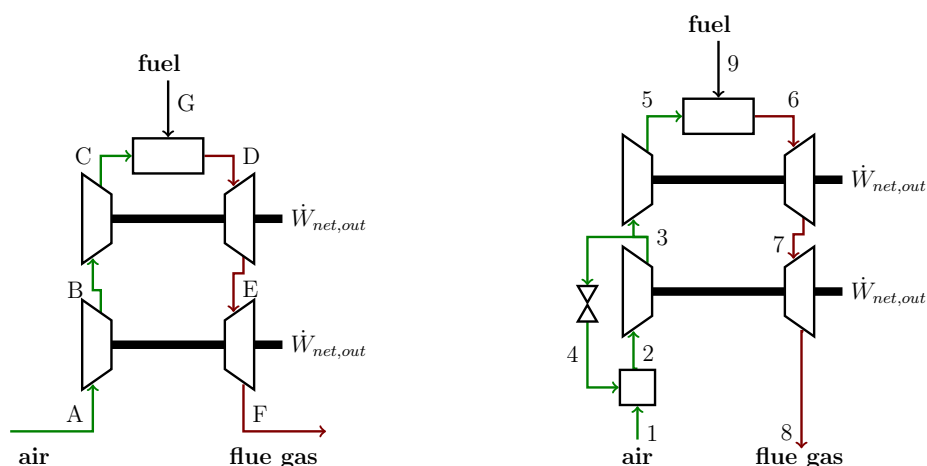 fuel
G
C
D
Ẇnet,out
B
E
Ẇnet,out
A
F
air
flue gas
fuel
9
5
6
Ẇnet,out
3
7
Ẇnet,out
4
2
1
8
air
flue gas